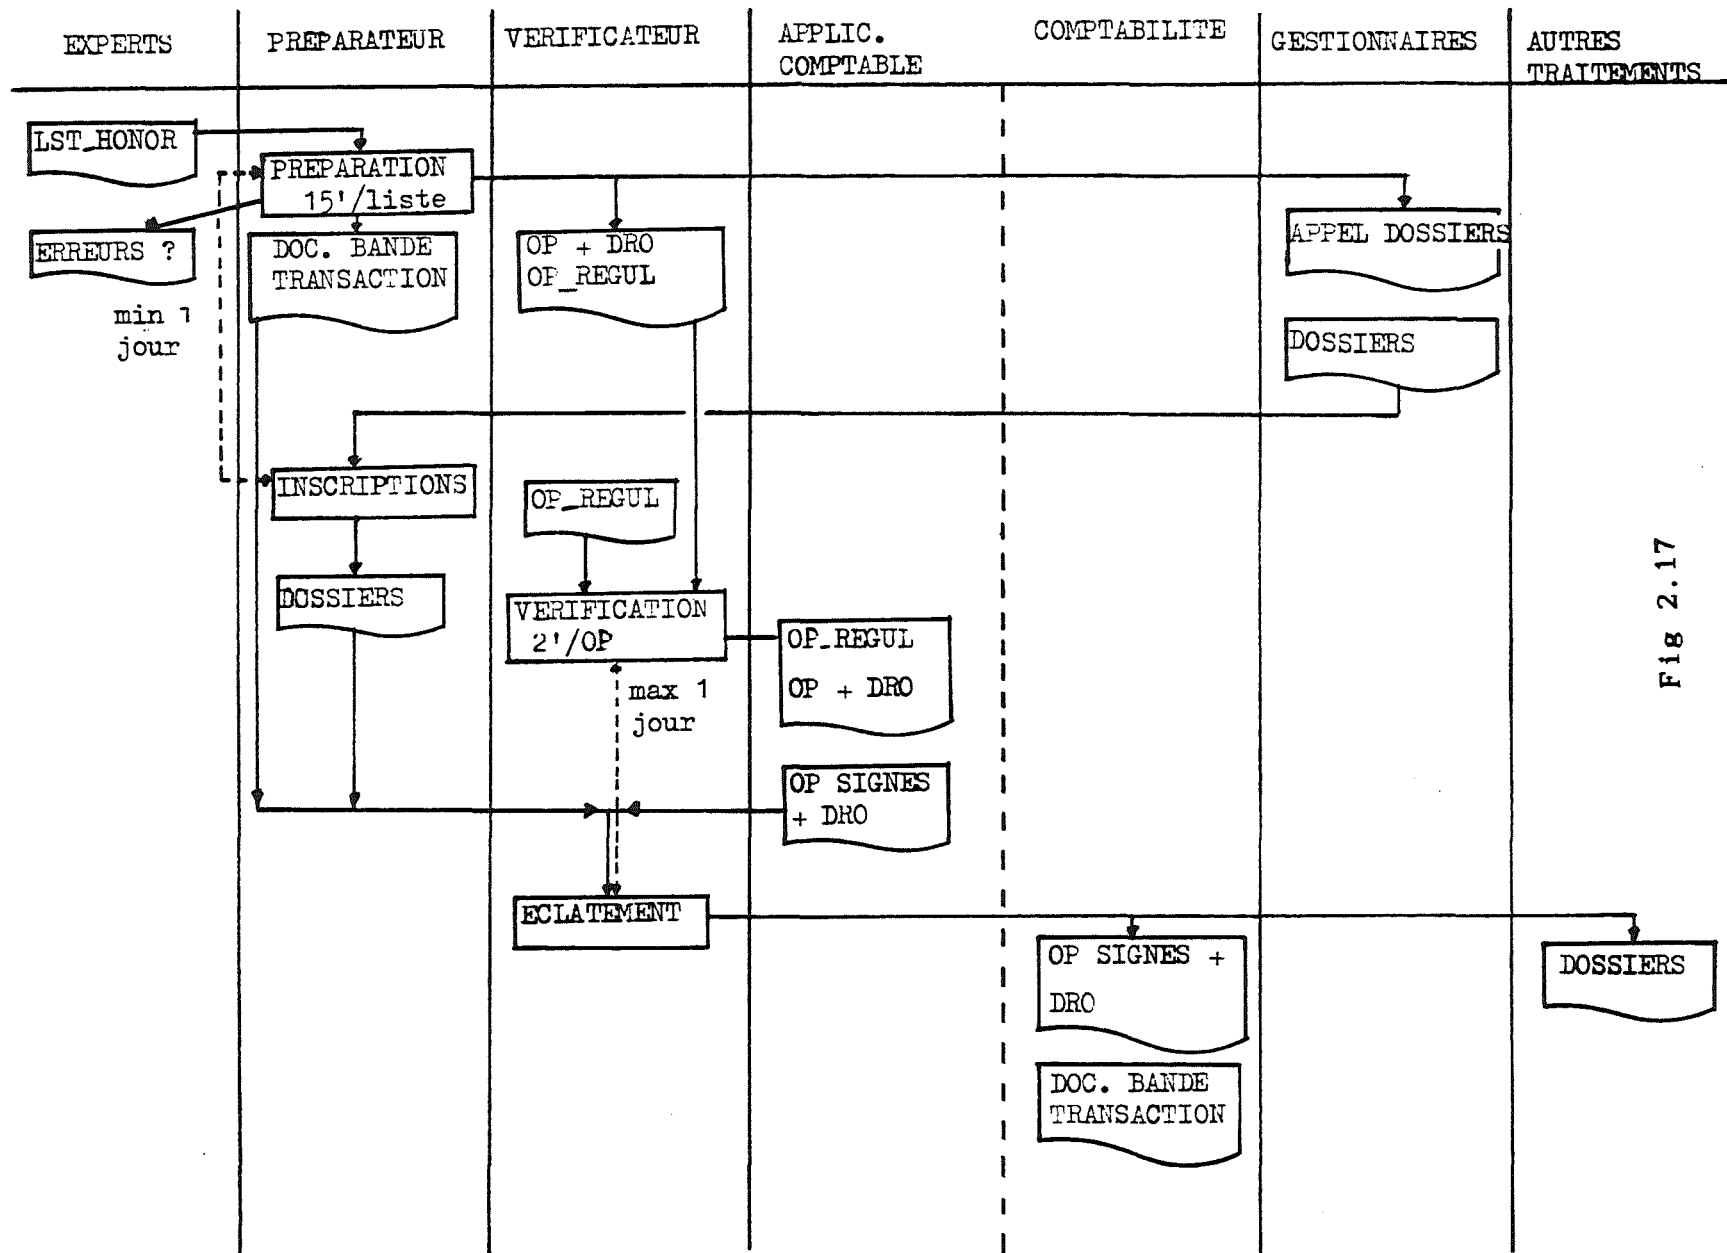 EXPERTS
PREPARATEUR
VERIFICATEUR
APPLIC.
COMPTABLE
COMPTABILITE
GESTIONNAIRES
AUTRES
TRAITEMENTS
LST_HONOR
PREPARATION
15'/liste
ERREURS ?
DOC. BANDE
TRANSACTION
OP + DRO
OP_REGUL
APPEL DOSSIERS
min 1
jour
DOSSIERS
INSCRIPTIONS
OP_REGUL
DOSSIERS
VERIFICATION
2'/OP
OP_REGUL
OP + DRO
max 1
jour
OP SIGNES
+ DRO
ECLATEMENT
OP SIGNES +
DRO
DOSSIERS
DOC. BANDE
TRANSACTION
Fig 2.17